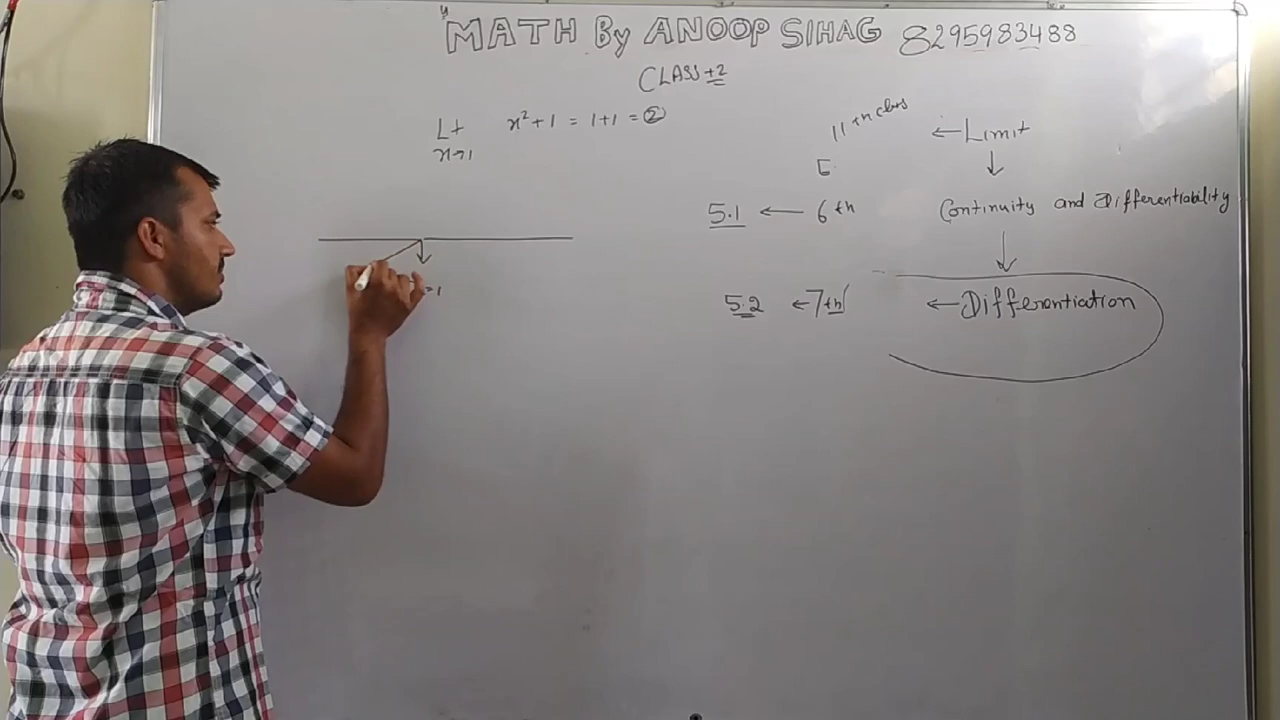 MATH By ANOOP SIHAG 8295983488
CLASS +2
Lt x² + 1 = 1+1 = 2
x→1
11th class ← Limit
↓
5.1 ← 6th Continuity and Differentiability
↓
5.2 ← 7th ← Differentiation
= 1